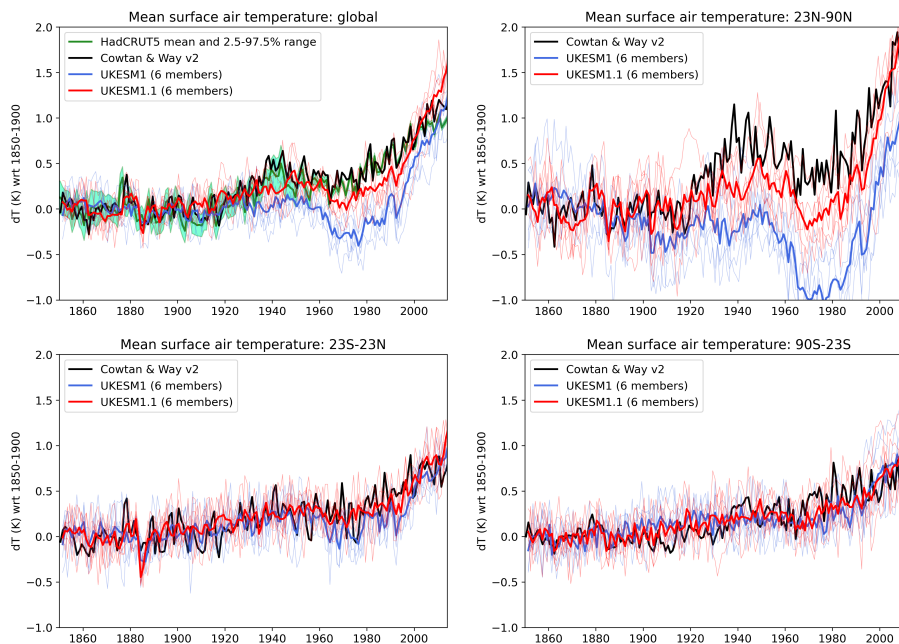 Mean surface air temperature: global
2.0
1.5
1.0
0.5
0.0
−0.5
−1.0
dT (K) wrt 1850-1900
HadCRUT5 mean and 2.5-97.5% range
Cowtan & Way v2
UKESM1 (6 members)
UKESM1.1 (6 members)
1860 1880 1900 1920 1940 1960 1980 2000
Mean surface air temperature: 23N-90N
2.0
1.5
1.0
0.5
0.0
−0.5
−1.0
dT (K) wrt 1850-1900
Cowtan & Way v2
UKESM1 (6 members)
UKESM1.1 (6 members)
1860 1880 1900 1920 1940 1960 1980 2000
Mean surface air temperature: 23S-23N
2.0
1.5
1.0
0.5
0.0
−0.5
−1.0
dT (K) wrt 1850-1900
Cowtan & Way v2
UKESM1 (6 members)
UKESM1.1 (6 members)
1860 1880 1900 1920 1940 1960 1980 2000
Mean surface air temperature: 90S-23S
2.0
1.5
1.0
0.5
0.0
−0.5
−1.0
dT (K) wrt 1850-1900
Cowtan & Way v2
UKESM1 (6 members)
UKESM1.1 (6 members)
1860 1880 1900 1920 1940 1960 1980 2000